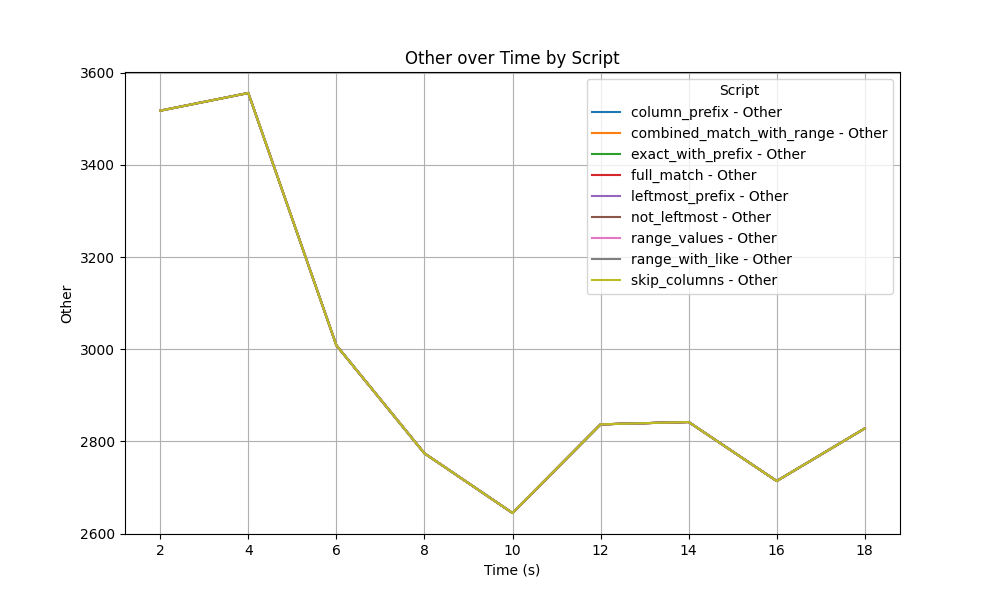 Other over Time by Script
3600
3400
3200
3000
2800
2600
Other
Script
column_prefix - Other
combined_match_with_range - Other
exact_with_prefix - Other
full_match - Other
leftmost_prefix - Other
not_leftmost - Other
range_values - Other
range_with_like - Other
skip_columns - Other
2 4 6 8 10 12 14 16 18
Time (s)